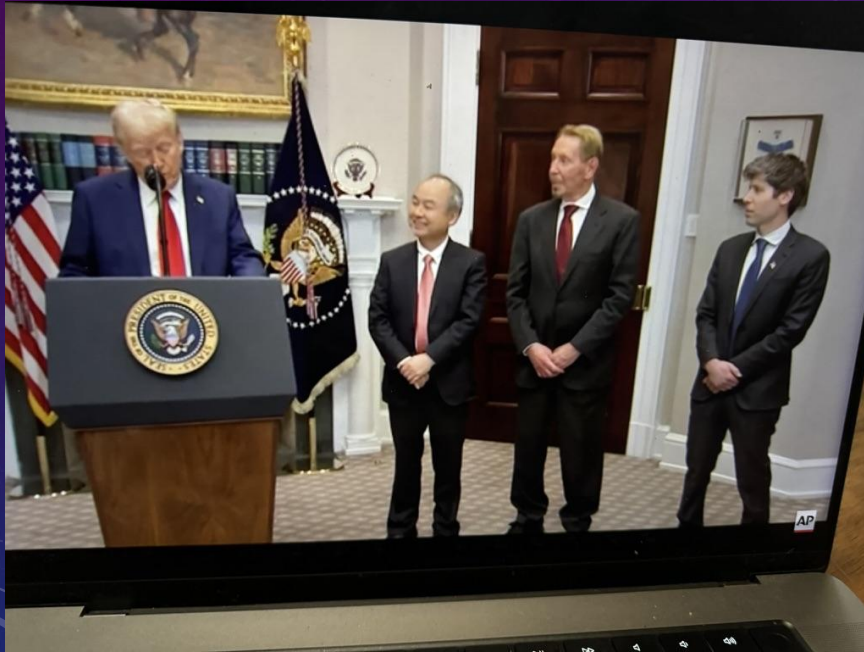 SEAL OF THE PRESIDENT OF THE UNITED STATES
AP